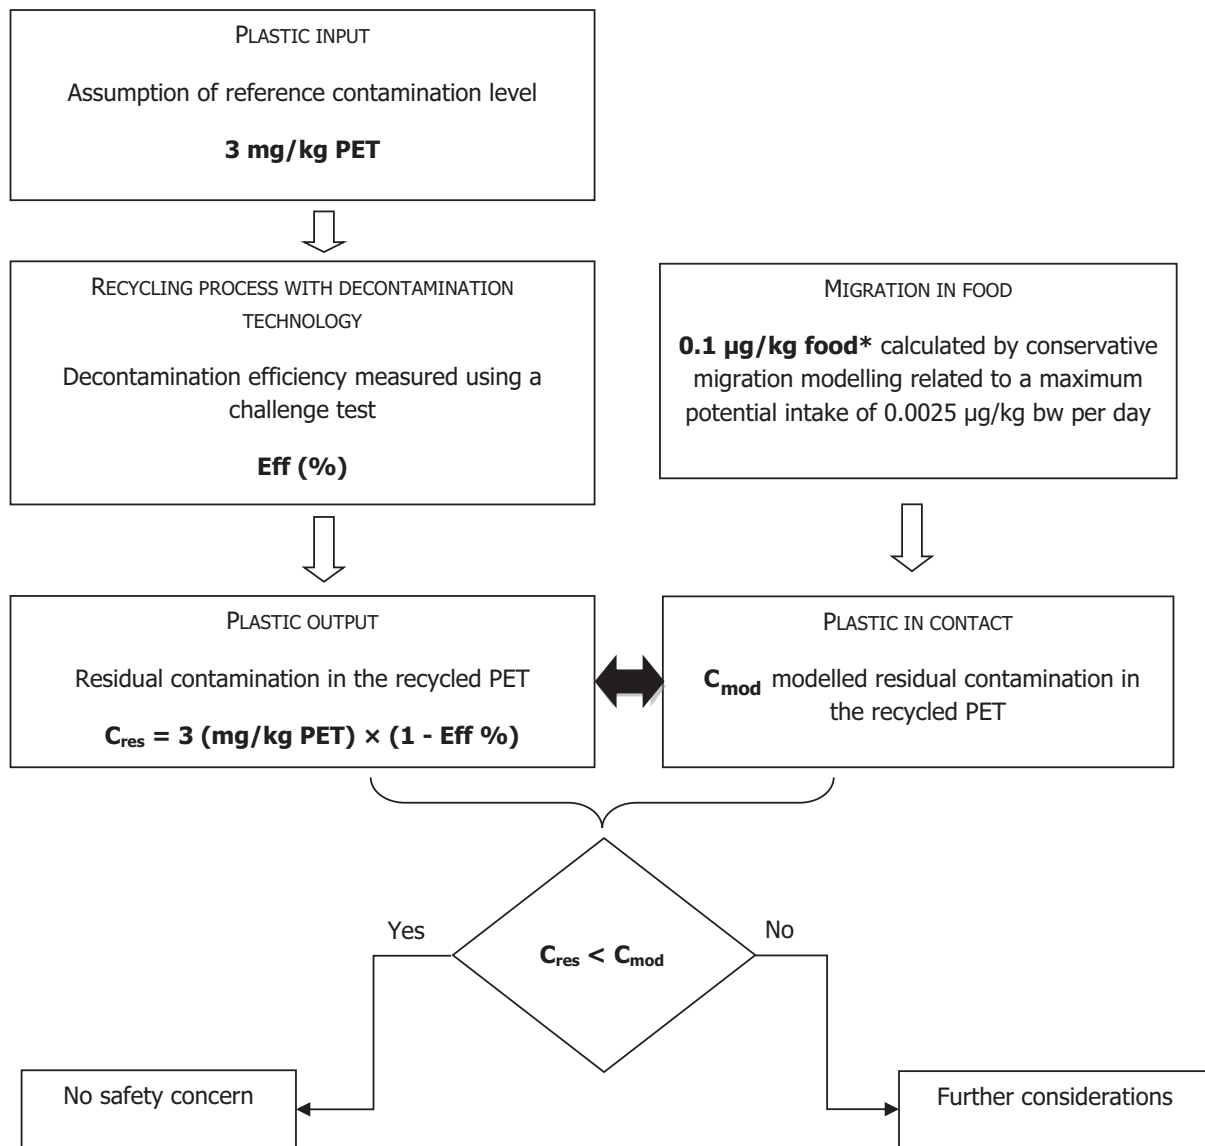 PLASTIC INPUT
Assumption of reference contamination level
3 mg/kg PET
RECYCLING PROCESS WITH DECONTAMINATION
TECHNOLOGY
Decontamination efficiency measured using a
challenge test
Eff (%)
MIGRATION IN FOOD
0.1 µg/kg food* calculated by conservative
migration modelling related to a maximum
potential intake of 0.0025 µg/kg bw per day
PLASTIC OUTPUT
Residual contamination in the recycled PET
Cres = 3 (mg/kg PET) × (1 - Eff %)
PLASTIC IN CONTACT
Cmod modelled residual contamination in
the recycled PET
Yes
Cres < Cmod
No
No safety concern
Further considerations